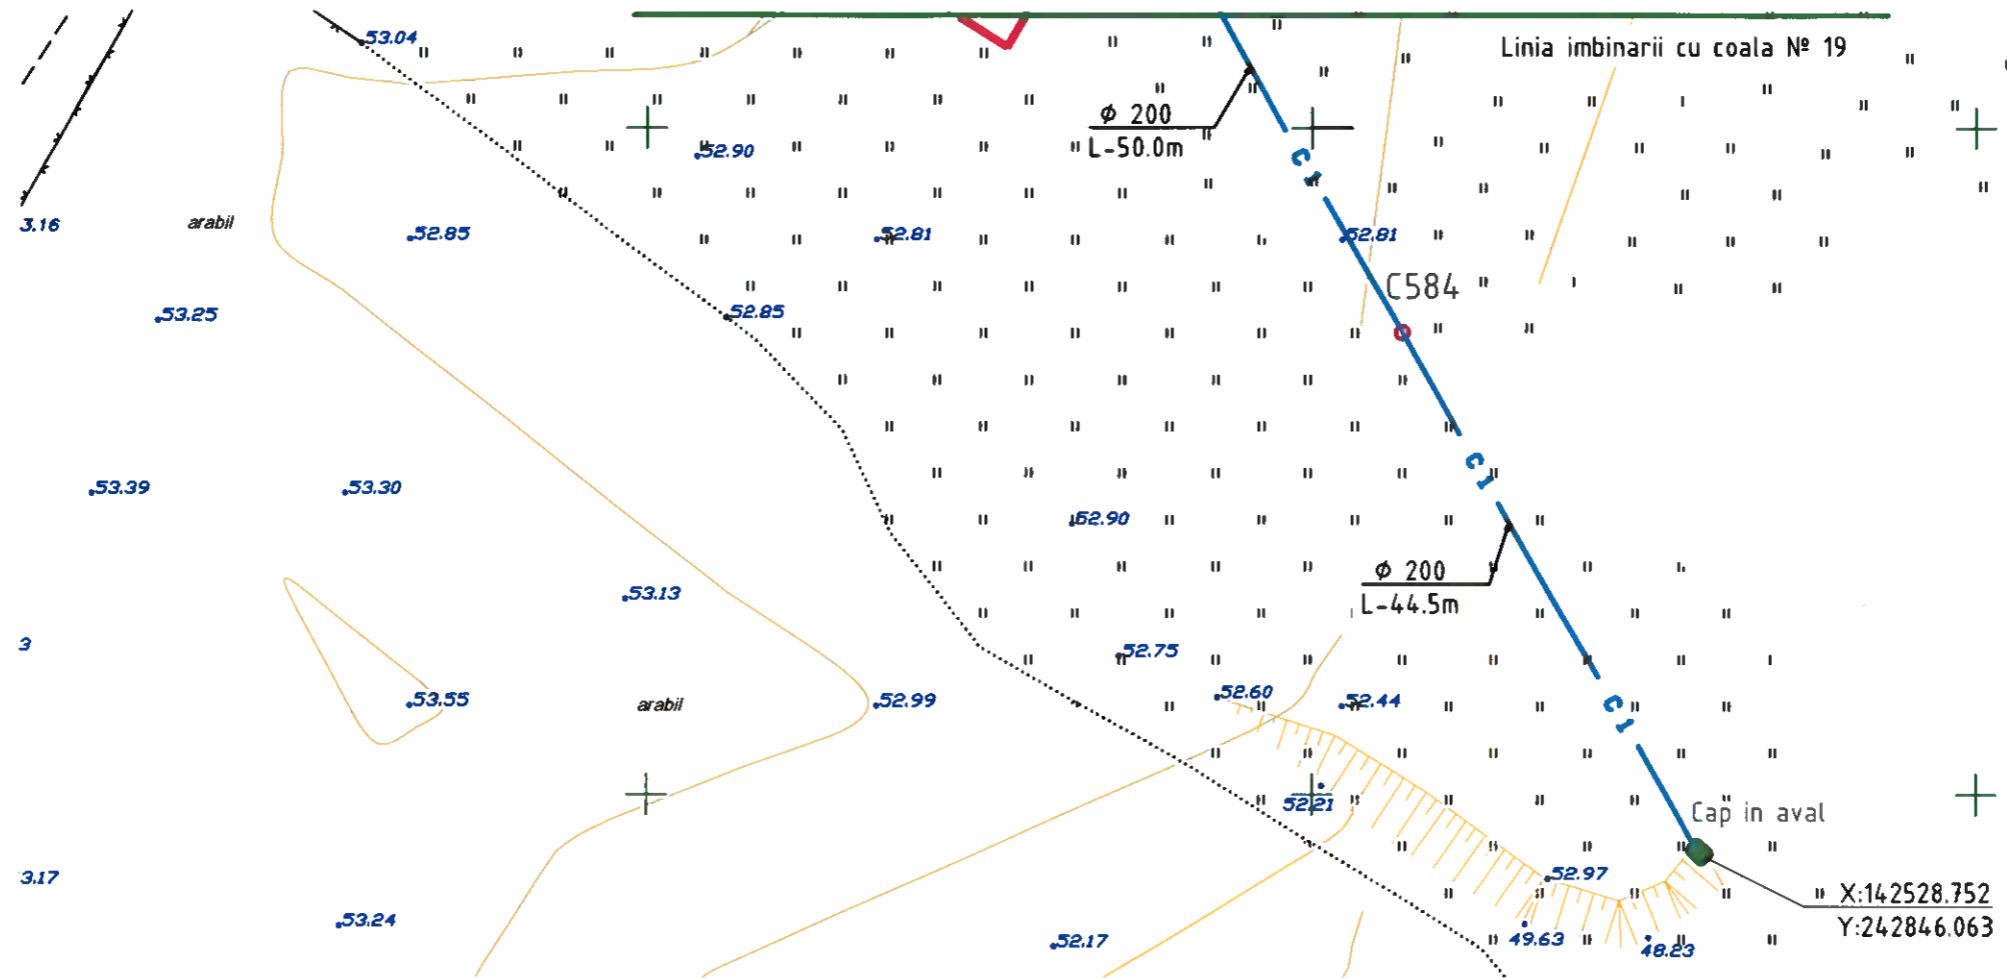 53.04
Linia imbinarii cu coala № 19
ϕ 200
L-50.0m
52.90
C1
3.16
arabil
52.85
52.81
52.81
C584
53.25
52.85
C1
53.39
53.30
52.90
ϕ 200
L-44.5m
53.13
3
52.75
53.55
arabil
52.99
52.60
52.44
C1
52.21
Cap in aval
3.17
52.97
X:142528.752
Y:242846.063
53.24
52.17
49.63
48.23